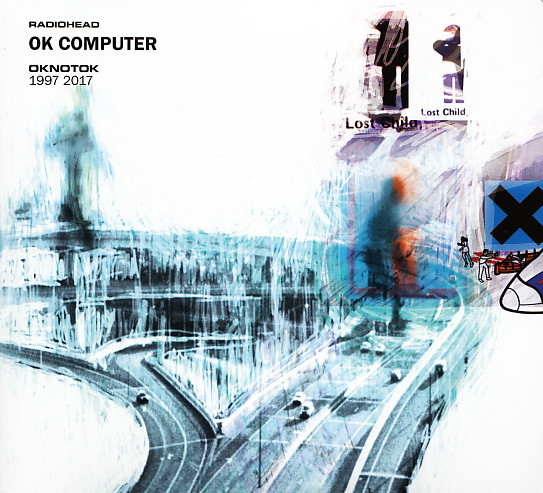 RADIOHEAD
OK COMPUTER
OKNOTOK
1997 2017
Lost Child
Lost Child